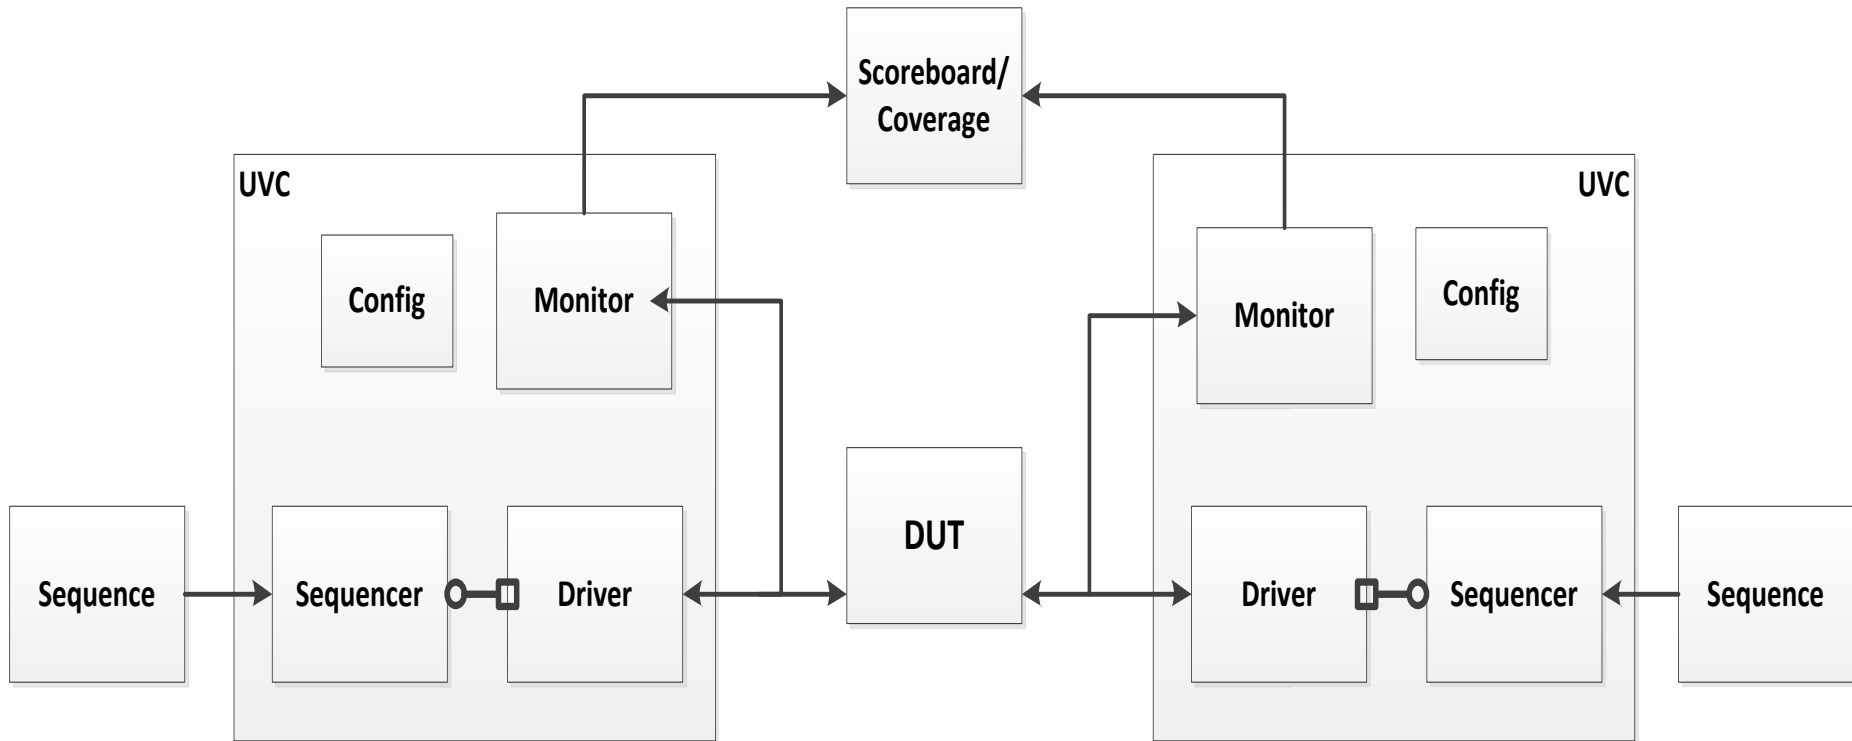 Scoreboard/
Coverage
UVC
UVC
Config
Monitor
Monitor
Config
DUT
Sequence
Sequencer
Driver
Driver
Sequencer
Sequence